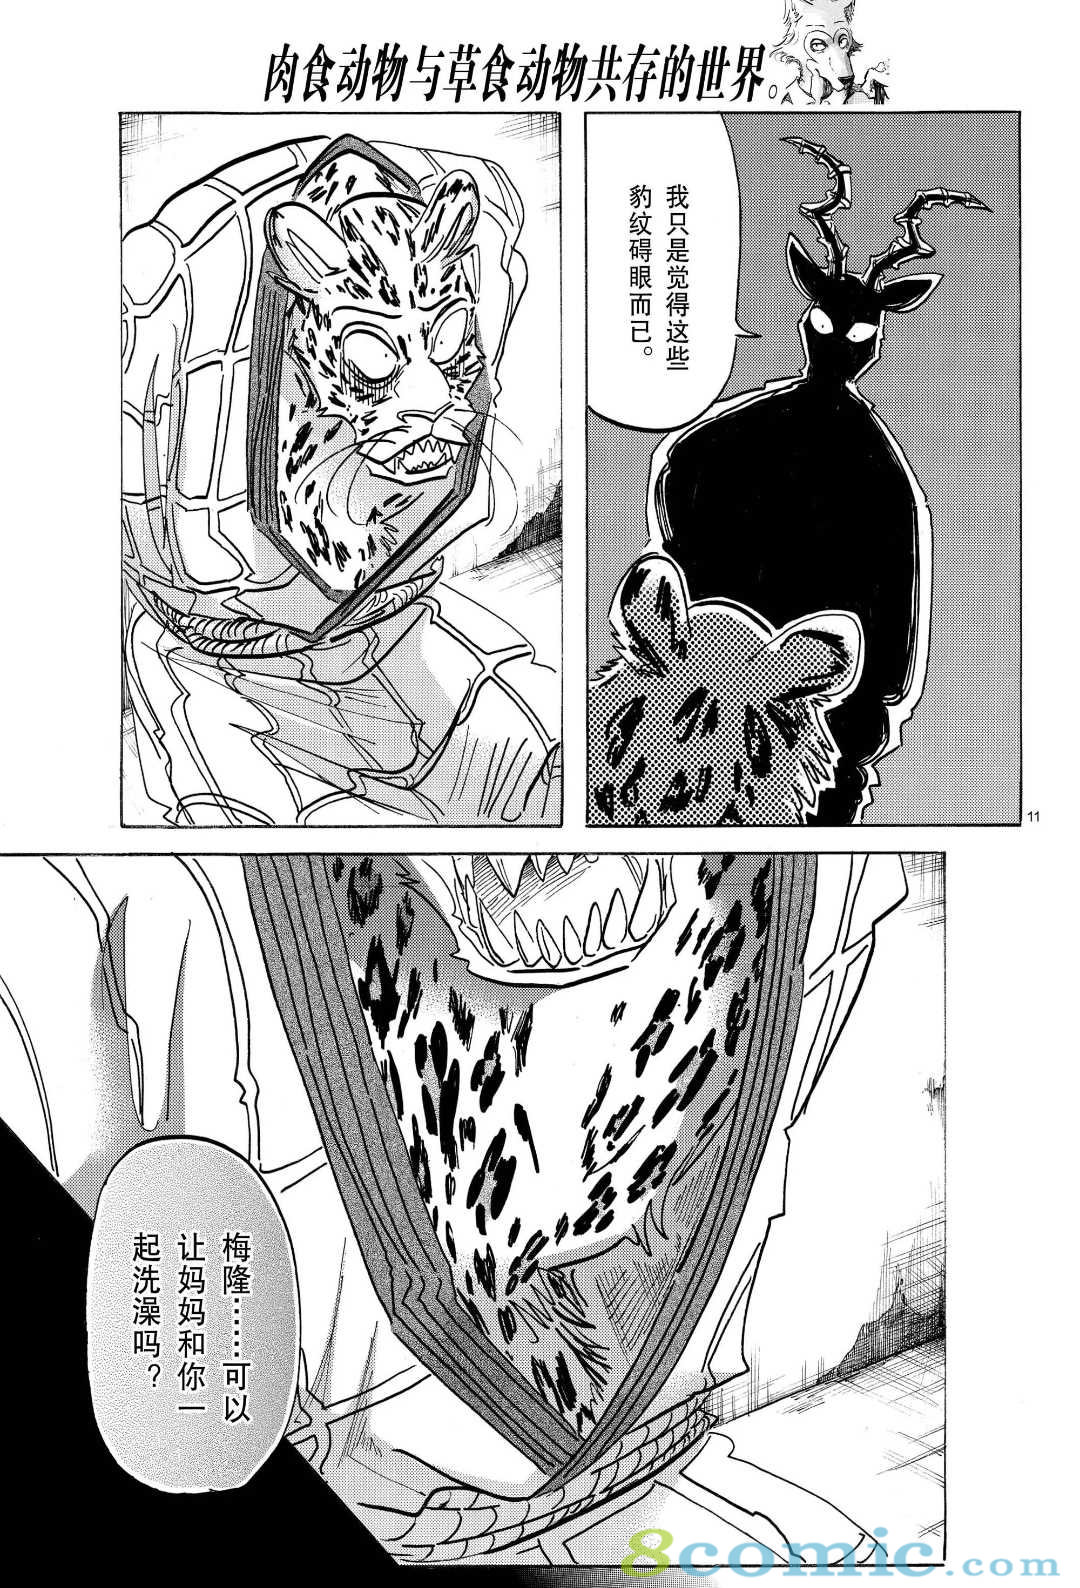 肉食动物与草食动物共存的世界。
我只是觉得这些
豹纹碍眼而已。
11
梅隆……可以
让妈妈和你一
起洗澡吗？
8comic.com